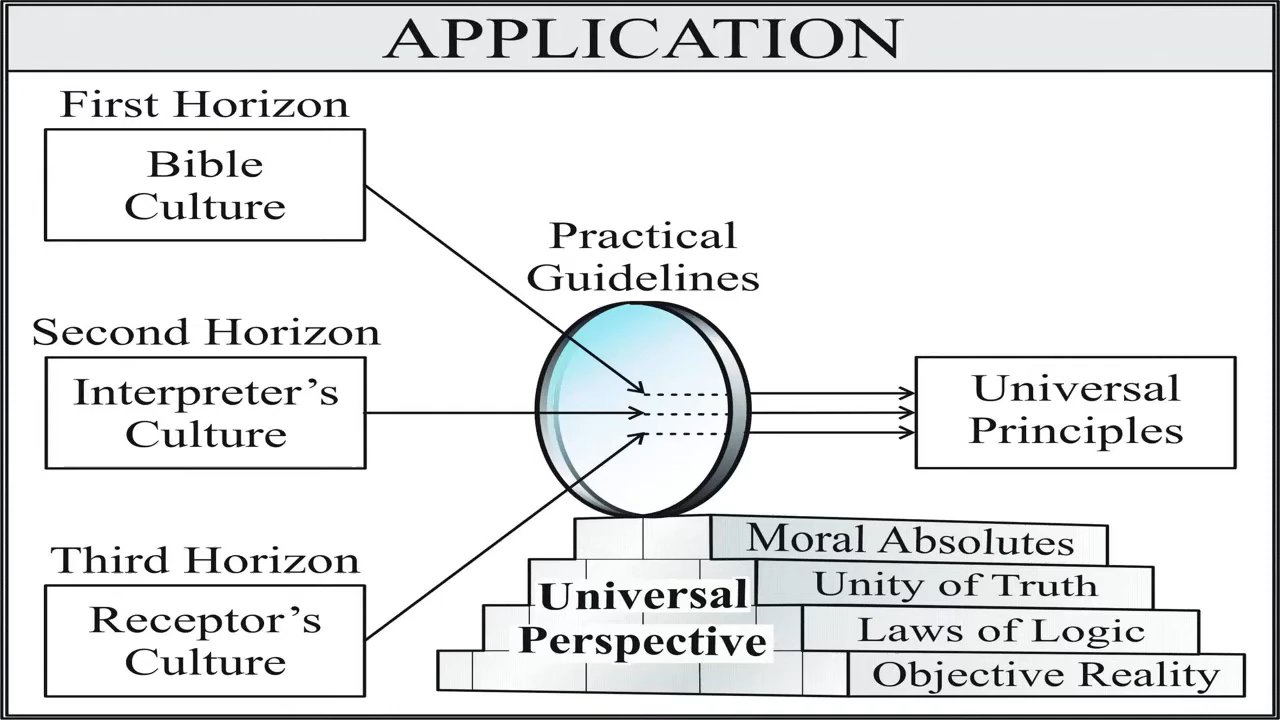 APPLICATION
First Horizon
Bible
Culture
Second Horizon
Interpreter’s
Culture
Third Horizon
Receptor’s
Culture
Practical
Guidelines
Universal
Principles
Universal
Perspective
Moral Absolutes
Unity of Truth
Laws of Logic
Objective Reality